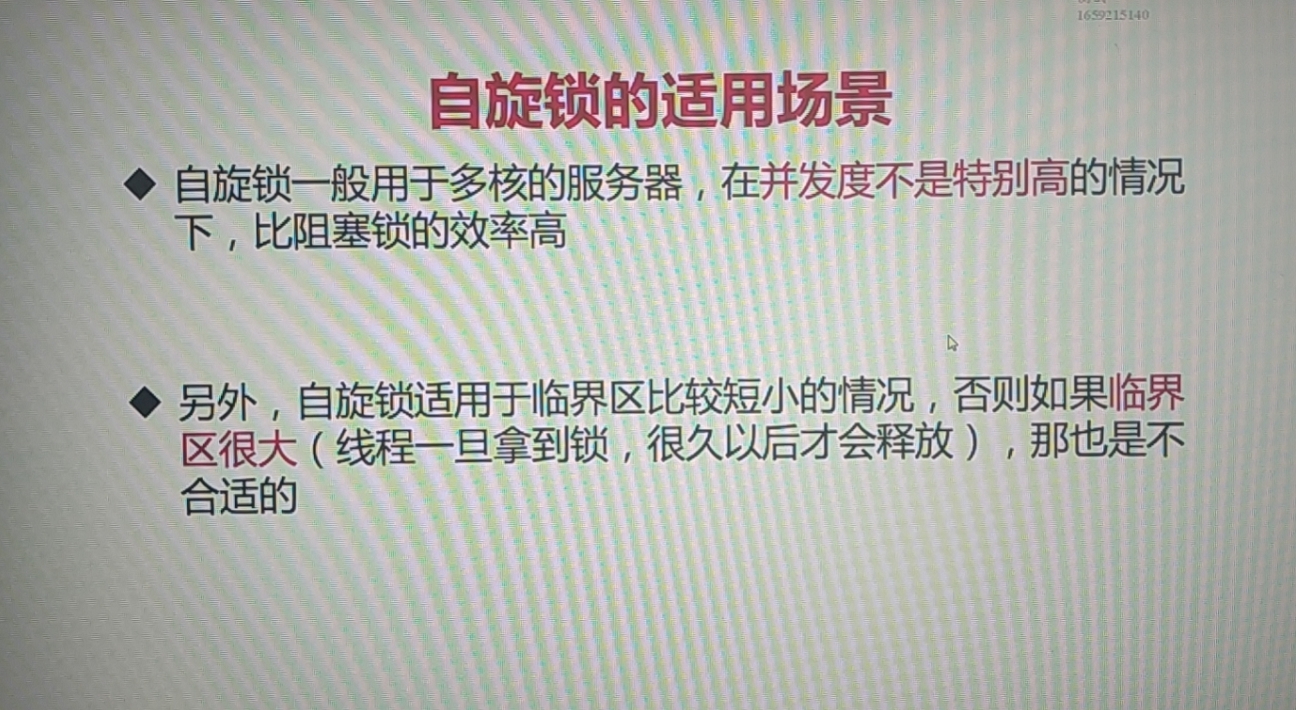 1659215140
自旋锁的适用场景
◆ 自旋锁一般用于多核的服务器，在并发度不是特别高的情况
下，比阻塞锁的效率高
◆ 另外，自旋锁适用于临界区比较短小的情况，否则如果临界
区很大（线程一旦拿到锁，很久以后才会释放），那也是不
合适的